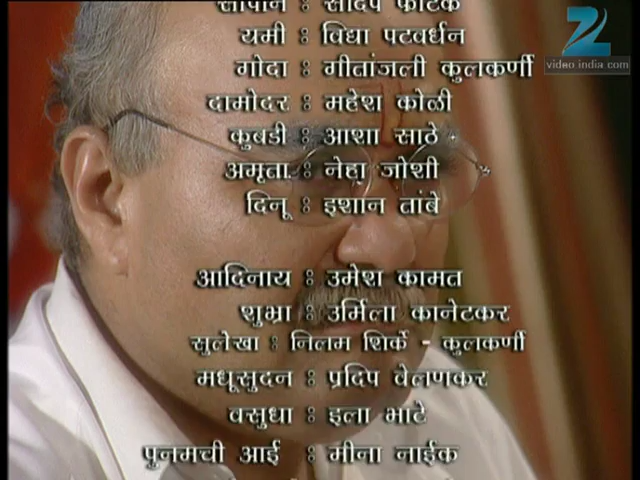 सोपान : संदिप फाटक
यमी : विद्या पटवर्धन
गोदा : गीतांजली कुलकर्णी
दामोदर : महेश कोळी
कुबडी : आशा साठे
अमृता : नेहा जोशी
दिनू : इशान तांबे
आदिनाय : उमेश कामत
शुभ्रा : उर्मिला कानेटकर
सुलेखा : निलम शिर्के - कुलकर्णी
मधूसुदन : प्रदिप वेलणकर
वसुधा : इला भाटे
पुनमची आई : मीना नाईक
Z
video.india.com